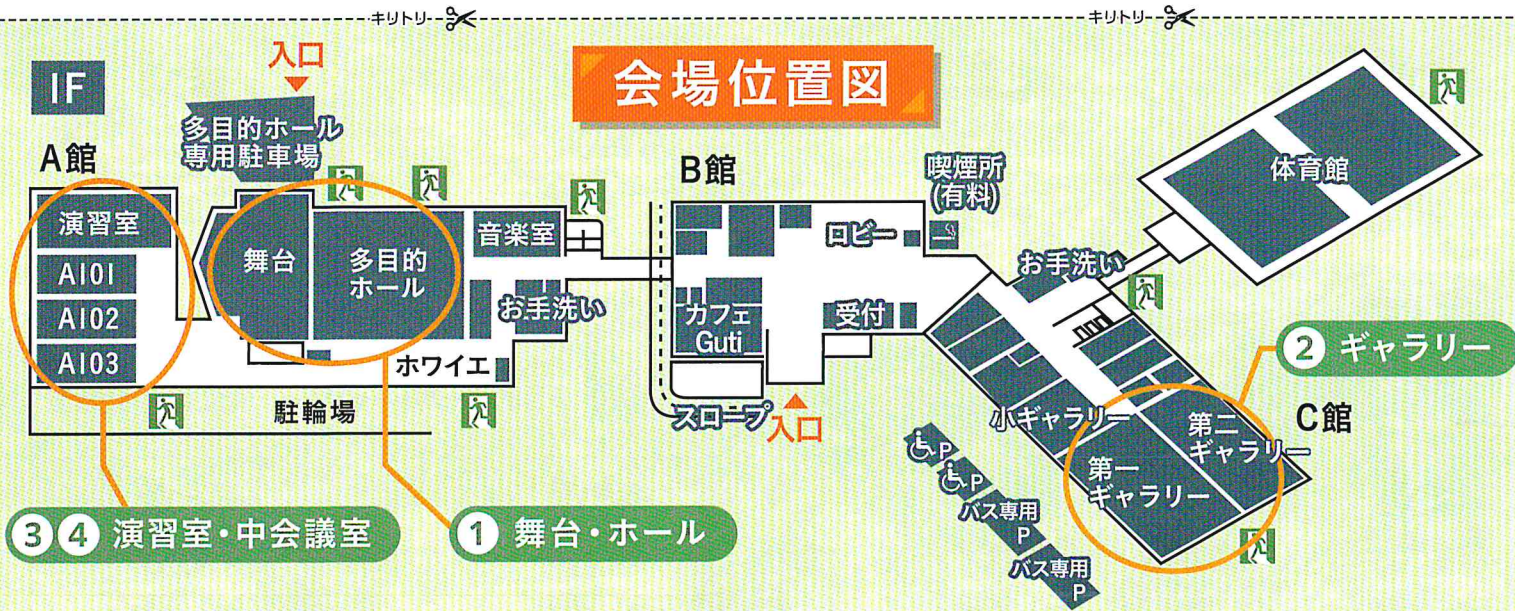 キリトリ
キリトリ
会場位置図
1F
入口
多目的ホール
専用駐車場
A館
演習室
A101
A102
A103
舞台
多目的
ホール
音楽室
お手洗い
ホワイエ
駐輪場
B館
喫煙所
(有料)
ロビー
カフェ
Guti
受付
スロープ
入口
体育館
お手洗い
小ギャラリー
第一
ギャラリー
第二
ギャラリー
C館
P
P
バス専用
P
バス専用
P
② ギャラリー
③④ 演習室・中会議室
① 舞台・ホール